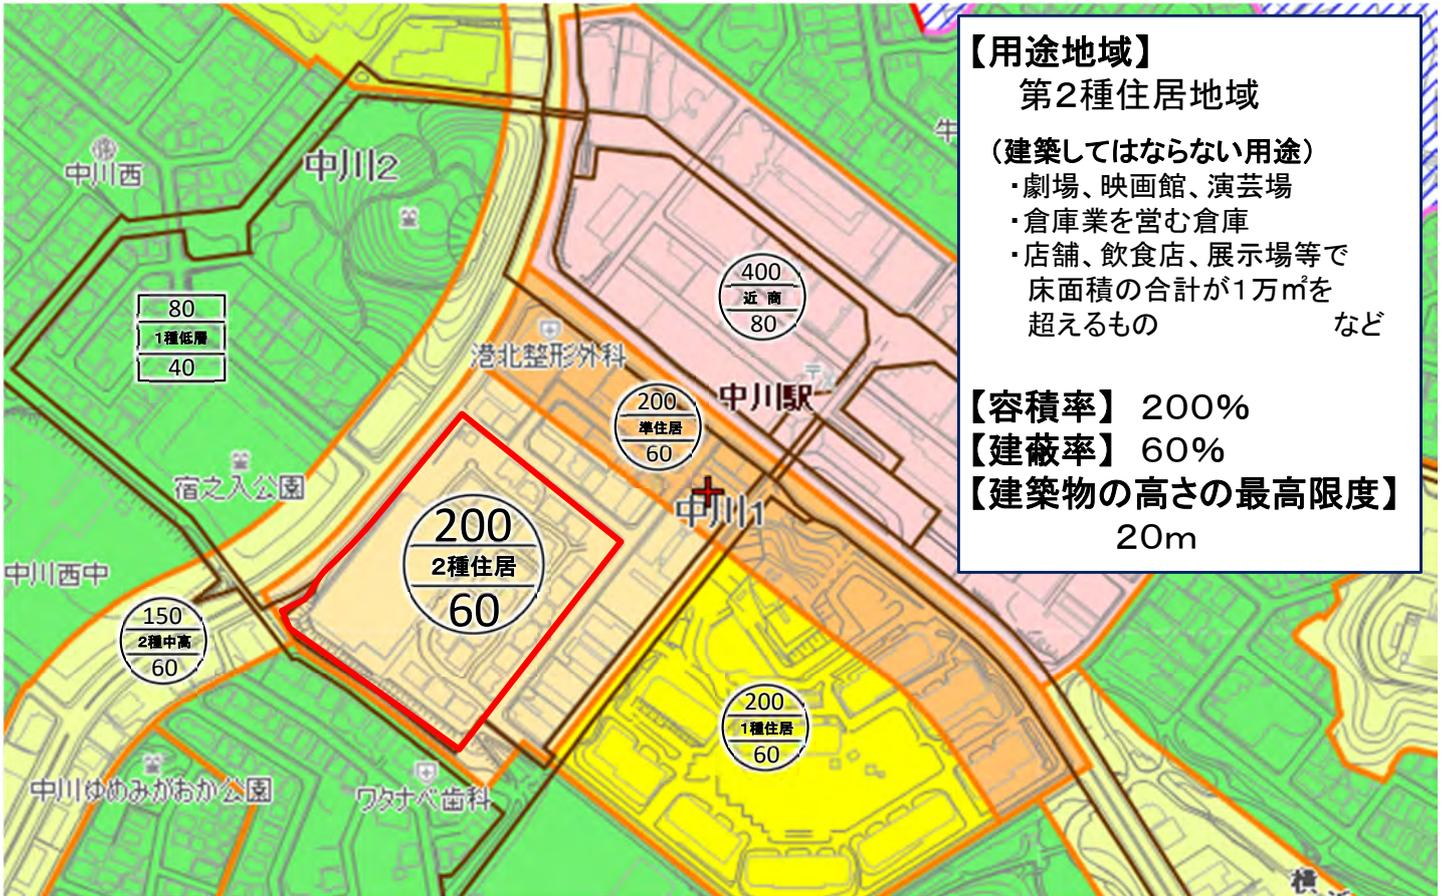 【用途地域】
第2種住居地域
（建築してはならない用途）
・劇場、映画館、演芸場
・倉庫業を営む倉庫
・店舗、飲食店、展示場等で
床面積の合計が1万㎡を
超えるもの　など
【容積率】 200%
【建蔽率】 60%
【建築物の高さの最高限度】
20m
牛
中川2
中川西
80
1種低層
40
400
近 商
80
港北整形外科
200
準住居
60
中川駅
中川1
宿之入公園
200
2種住居
60
中川西中
150
2種中高
60
200
1種住居
60
中川ゆめみがおか公園
ワタナベ歯科
横